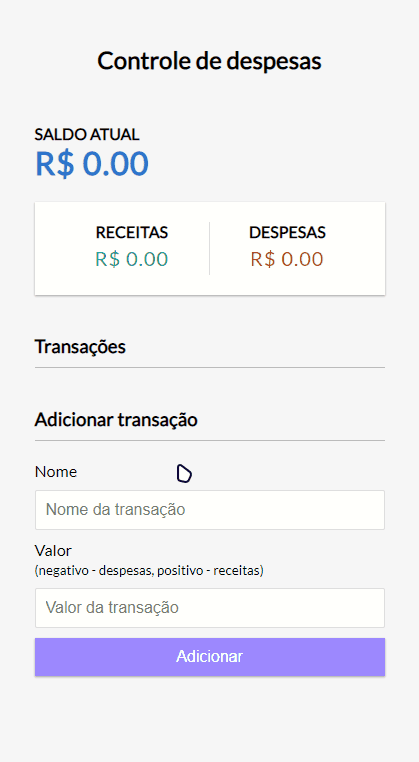 Controle de despesas
SALDO ATUAL
R$ 0.00
RECEITAS DESPESAS
R$ 0.00 R$ 0.00
Transações
Adicionar transação
Nome
Nome da transação
Valor
(negativo - despesas, positivo - receitas)
Valor da transação
Adicionar